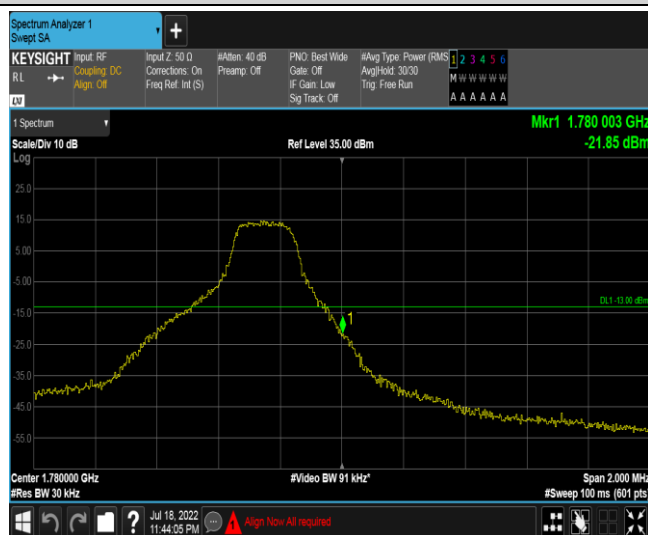 Spectrum Analyzer 1
Swept SA
+
KEYSIGHT
RL
LXI
Input: RF
Coupling: DC
Align: Off
Input Z: 50 Ω
Corrections: On
Freq Ref: Int (S)
#Atten: 40 dB
Preamp: Off
PNO: Best Wide
Gate: Off
IF Gain: Low
Sig Track: Off
#Avg Type: Power (RMS
Avg|Hold: 30/30
Trig: Free Run
1 2 3 4 5 6
M W W W W W
A A A A A A
1 Spectrum
Mkr1 1.780 003 GHz
Scale/Div 10 dB
Ref Level 35.00 dBm
-21.85 dBm
Log
25.0
15.0
5.00
-5.00
DL1 -13.00 dBm
-15.0
1
-25.0
-35.0
-45.0
-55.0
Center 1.780000 GHz
#Video BW 91 kHz*
Span 2.000 MHz
#Res BW 30 kHz
#Sweep 100 ms (601 pts)
?
Jul 18, 2022
11:44:05 PM
1
Align Now All required